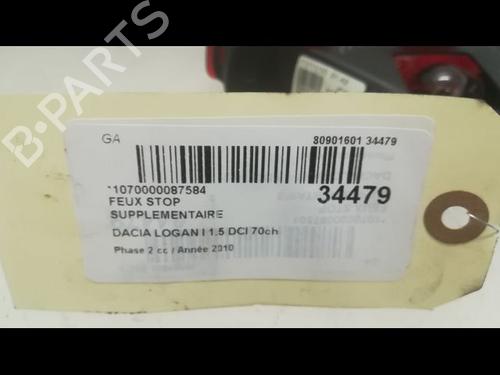 B-PARTS
GA
80901601 34479
*1070000087584
34479
FEUX STOP
SUPPLEMENTAIRE
DACIA LOGAN I 1.5 DCI 70ch
Phase 2 cc / Année 2010